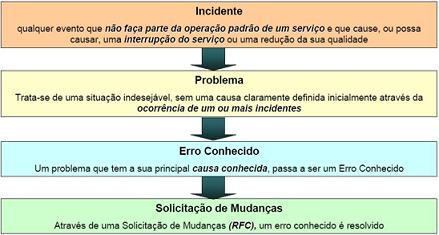 Incidente
qualquer evento que não faça parte da operação padrão de um serviço e que cause, ou possa
causar, uma interrupção do serviço ou uma redução da sua qualidade
Problema
Trata-se de uma situação indesejável, sem uma causa claramente definida inicialmente através da
ocorrência de um ou mais incidentes
Erro Conhecido
Um problema que tem a sua principal causa conhecida, passa a ser um Erro Conhecido
Solicitação de Mudanças
Através de uma Solicitação de Mudanças (RFC), um erro conhecido é resolvido